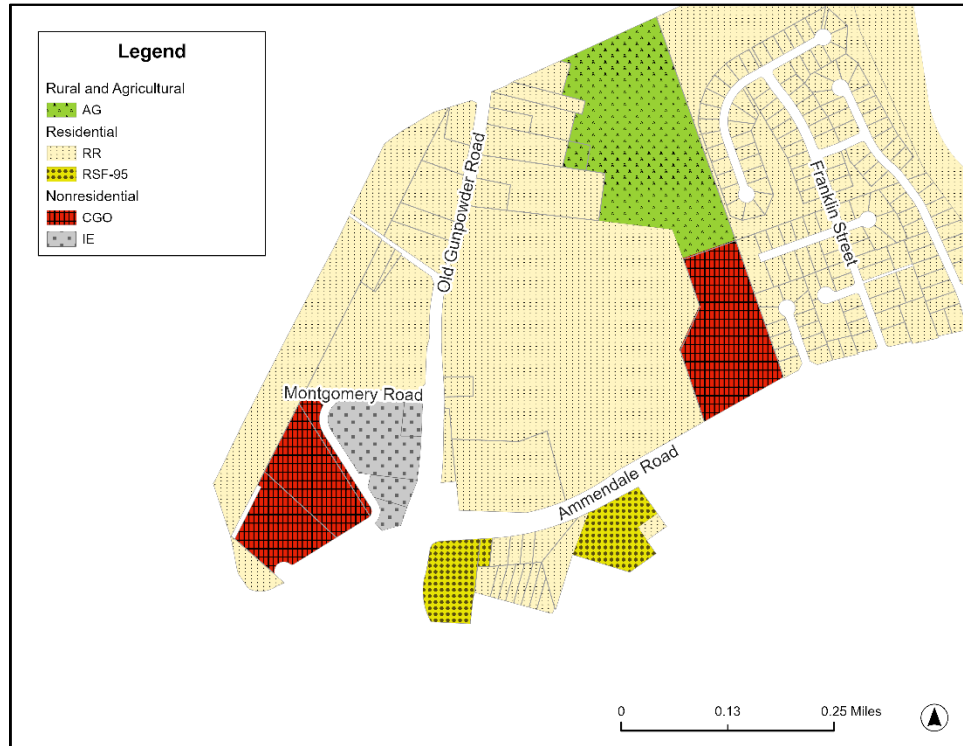 Legend
Rural and Agricultural
AG
Residential
RR
RSF-95
Nonresidential
CGO
IE
Old Gunpowder Road
Franklin Street
Montgomery Road
Ammendale Road
0
0.13
0.25 Miles